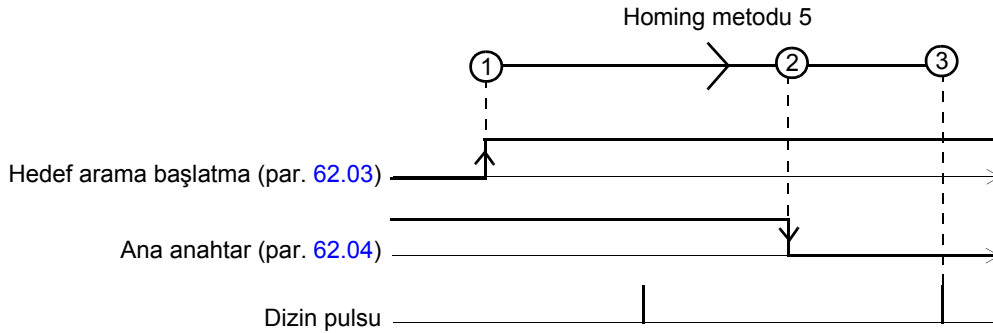 Homing metodu 5
1 2 3
Hedef arama başlatma (par. 62.03)
Ana anahtar (par. 62.04)
Dizin pulsu